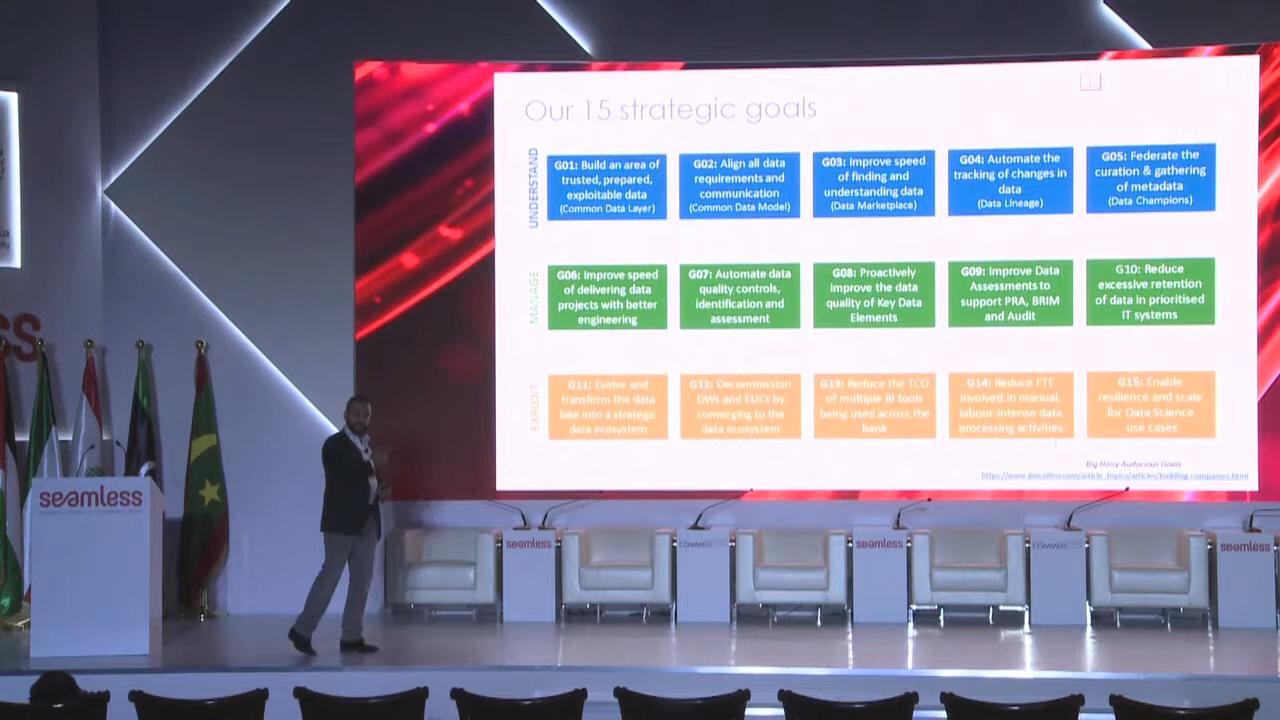 Our 15 strategic goals
UNDERSTAND
G01: Build an area of
trusted, prepared,
exploitable data
(Common Data Layer)
G02: Align all data
requirements and
communication
(Common Data Model)
G03: Improve speed
of finding and
understanding data
(Data Marketplace)
G04: Automate the
tracking of changes in
data
(Data Lineage)
G05: Federate the
curation & gathering
of metadata
(Data Champions)
MANAGE
G06: Improve speed
of delivering data
projects with better
engineering
G07: Automate data
quality controls,
identification and
assessment
G08: Proactively
improve the data
quality of Key Data
Elements
G09: Improve Data
Assessments to
support PRA, BRIM
and Audit
G10: Reduce
excessive retention
of data in prioritised
IT systems
EXPLOIT
G11: Evolve and
transform the data
lake into a strategic
data ecosystem
G12: Decommission
DWs and EUCs by
converging to the
data ecosystem
G13: Reduce the TCO
of multiple BI tools
being used across the
bank
G14: Reduce FTE
involved in manual,
labour-intense data
processing activities
G15: Enable
resilience and scale
for Data Science
use cases
Big Hairy Audacious Goals
https://www.jimcollins.com/article_topics/articles/building-companies.html
seamless
seamless
seamless
seamless